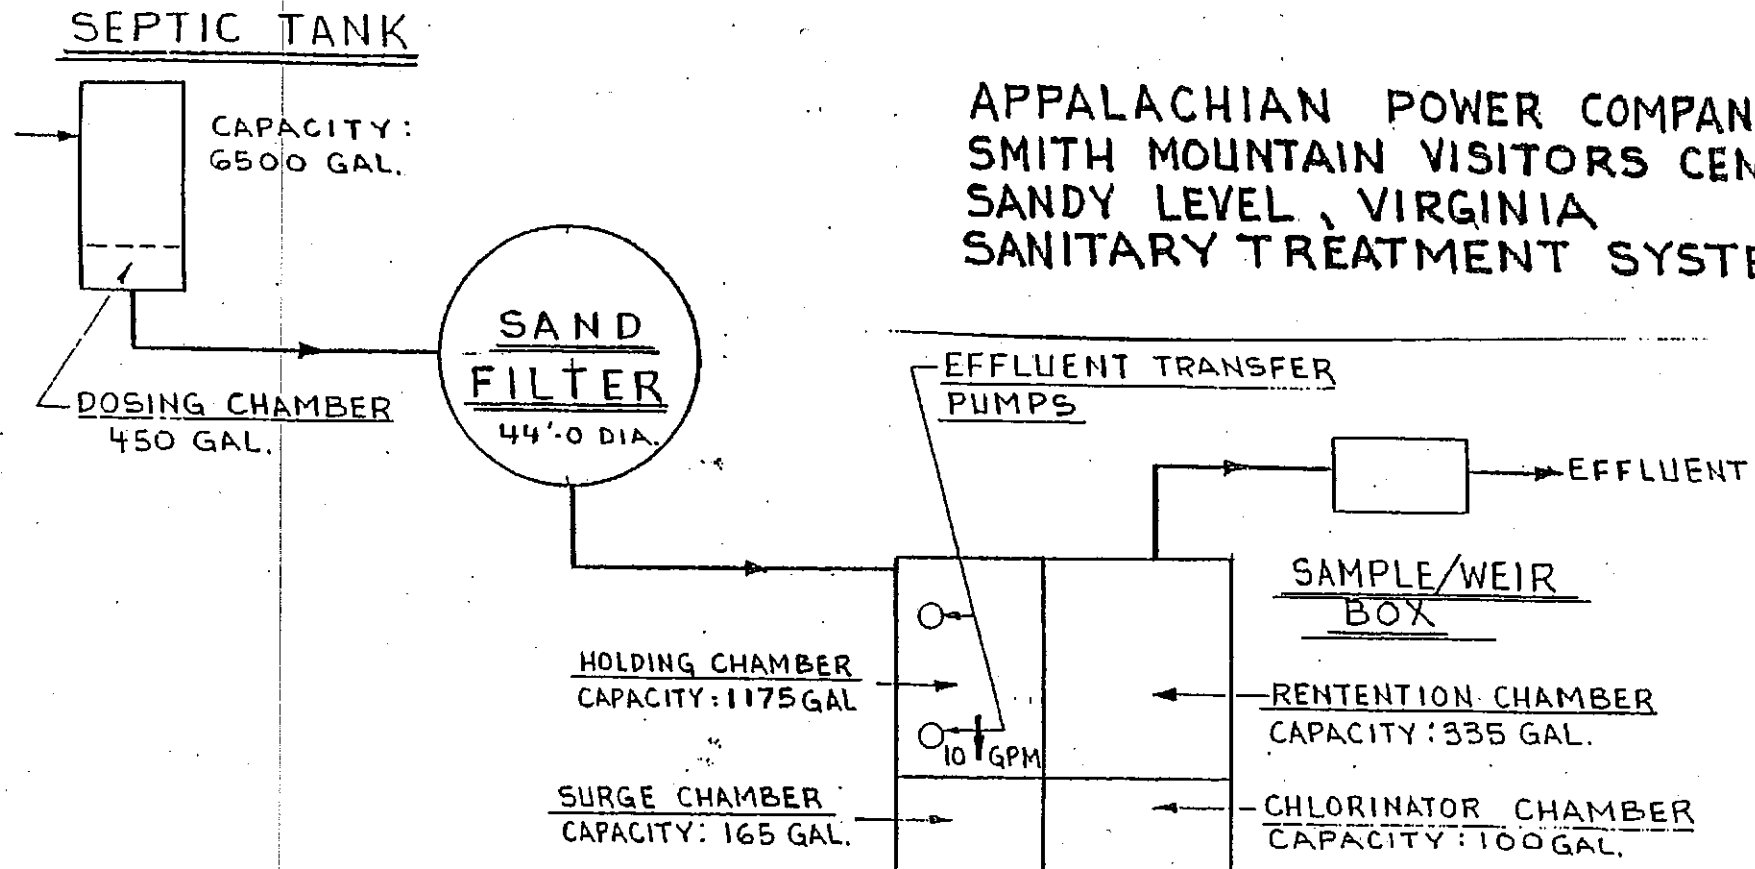 SEPTIC TANK
CAPACITY:
6500 GAL.
APPALACHIAN POWER COMPAN
SMITH MOUNTAIN VISITORS CEN
SANDY LEVEL, VIRGINIA
SANITARY TREATMENT SYSTE
SAND
FILTER
44'-0 DIA.
DOSING CHAMBER
450 GAL.
EFFLUENT TRANSFER
PUMPS
EFFLUENT
SAMPLE/WEIR
BOX
HOLDING CHAMBER
CAPACITY: 1175 GAL
RENTENTION CHAMBER
CAPACITY: 335 GAL.
10 GPM
SURGE CHAMBER
CAPACITY: 165 GAL.
CHLORINATOR CHAMBER
CAPACITY: 100 GAL.